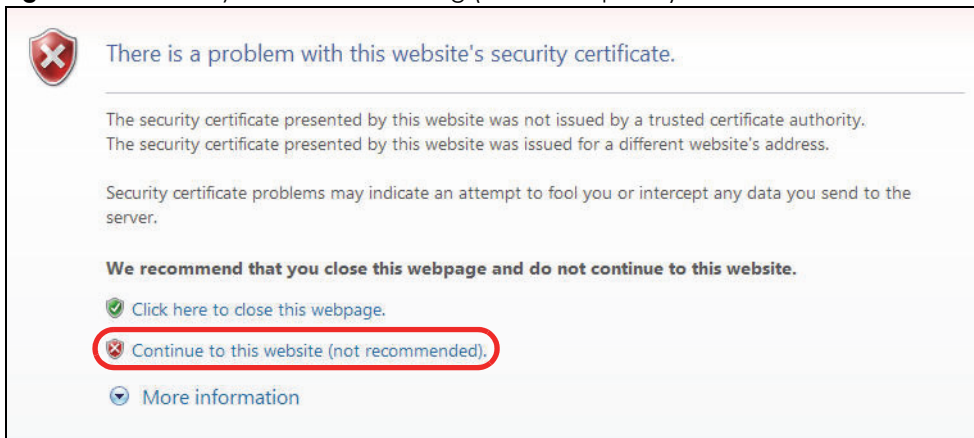 There is a problem with this website's security certificate.
The security certificate presented by this website was not issued by a trusted certificate authority.
The security certificate presented by this website was issued for a different website's address.
Security certificate problems may indicate an attempt to fool you or intercept any data you send to the
server.
We recommend that you close this webpage and do not continue to this website.
Click here to close this webpage.
Continue to this website (not recommended).
More information